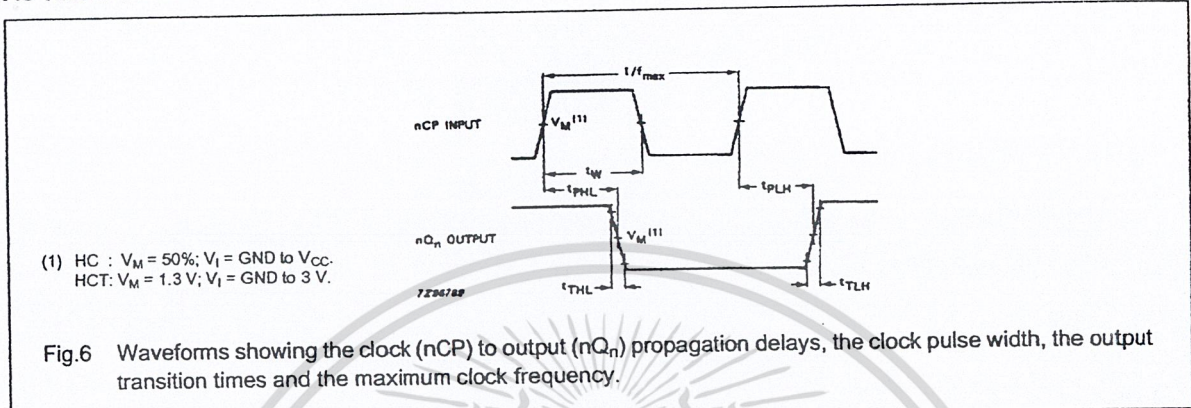 t/f max
nCP INPUT
VM (1)
tW
tPHL
tPLH
nQn OUTPUT
VM (1)
(1) HC : VM = 50%; VI = GND to VCC.
HCT: VM = 1.3 V; VI = GND to 3 V.
7Z94789
tTHL
tTLH
Fig.6 Waveforms showing the clock (nCP) to output (nQn) propagation delays, the clock pulse width, the output
transition times and the maximum clock frequency.